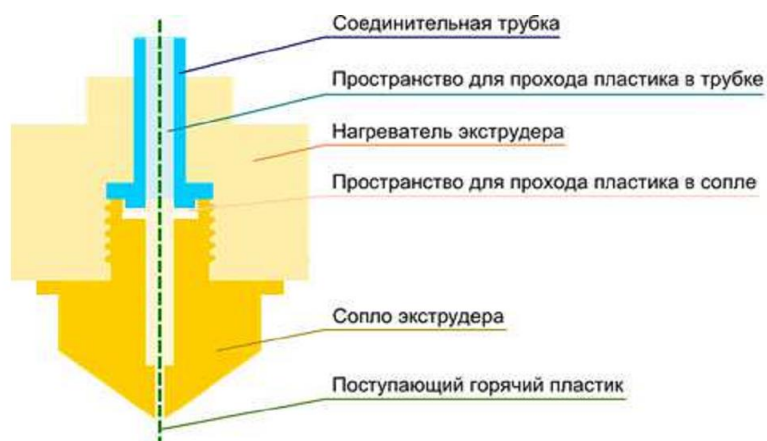 Соединительная трубка
Пространство для прохода пластика в трубке
Нагреватель экструдера
Пространство для прохода пластика в сопле
Сопло экструдера
Поступающий горячий пластик